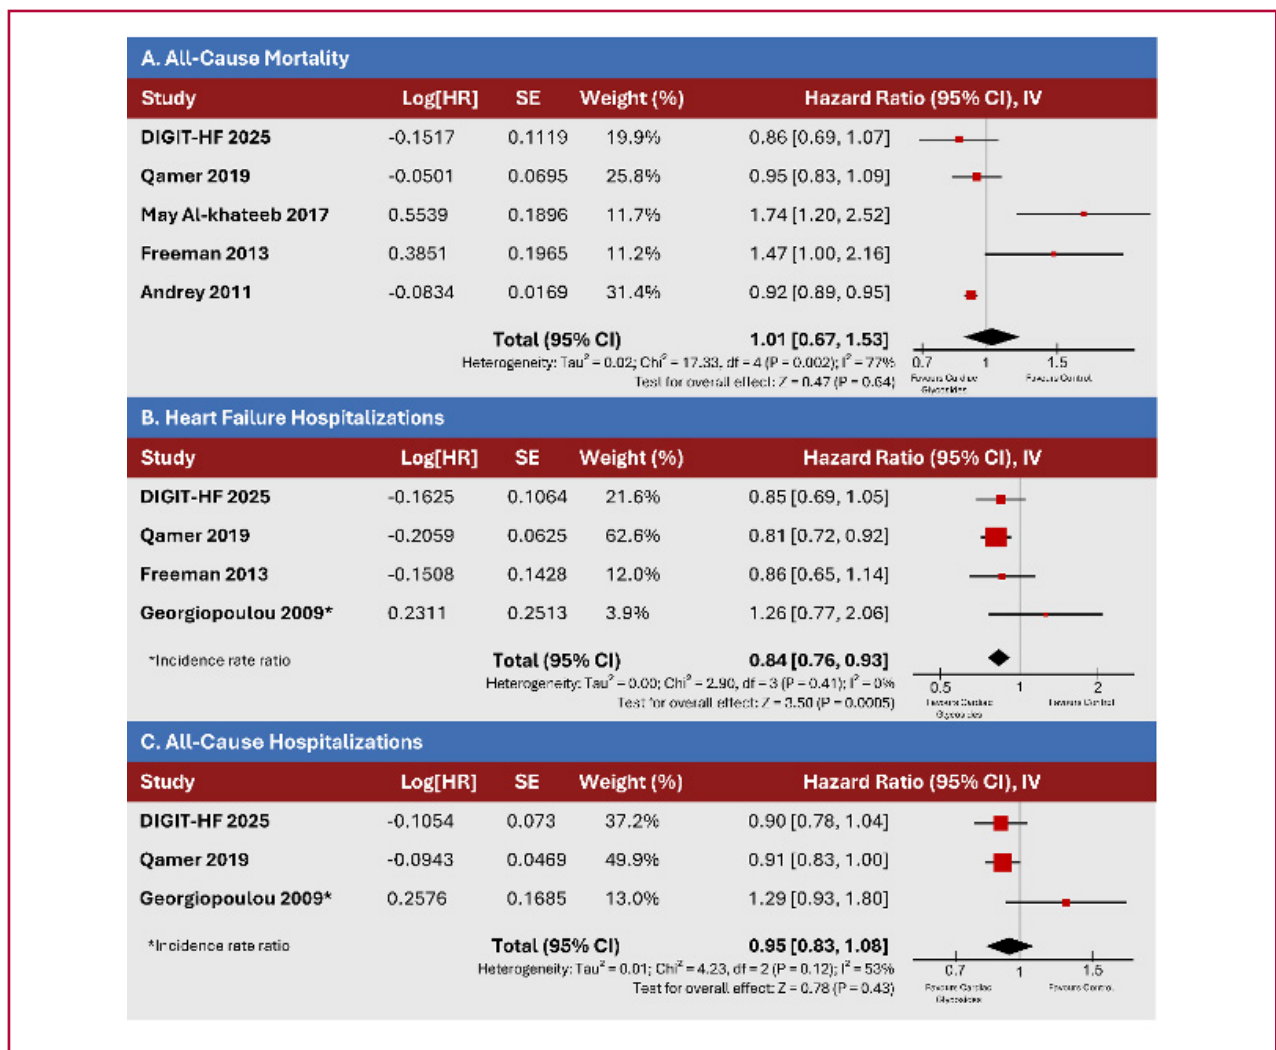 A. All-Cause Mortality
Study Log[HR] SE Weight (%) Hazard Ratio (95% CI), IV
DIGIT-HF 2025 -0.1517 0.1119 19.9% 0.86 [0.69, 1.07]
Qamer 2019 -0.0501 0.0695 25.8% 0.95 [0.83, 1.09]
May Al-khateeb 2017 0.5539 0.1896 11.7% 1.74 [1.20, 2.52]
Freeman 2013 0.3851 0.1965 11.2% 1.47 [1.00, 2.16]
Andrey 2011 -0.0834 0.0169 31.4% 0.92 [0.89, 0.95]
Total (95% CI) 1.01 [0.67, 1.53]
Heterogeneity: Tau² = 0.02; Chi² = 17.33, df = 4 (P = 0.002); I² = 77%
Test for overall effect: Z = 0.47 (P = 0.64)
0.7 1 1.5
Favours Cardiac Glycosides Favours Control
B. Heart Failure Hospitalizations
Study Log[HR] SE Weight (%) Hazard Ratio (95% CI), IV
DIGIT-HF 2025 -0.1625 0.1064 21.6% 0.85 [0.69, 1.05]
Qamer 2019 -0.2059 0.0625 62.6% 0.81 [0.72, 0.92]
Freeman 2013 -0.1508 0.1428 12.0% 0.86 [0.65, 1.14]
Georgiopoulou 2009* 0.2311 0.2513 3.9% 1.26 [0.77, 2.06]
*Incidence rate ratio Total (95% CI) 0.84 [0.76, 0.93]
Heterogeneity: Tau² = 0.00; Chi² = 2.90, df = 3 (P = 0.41); I² = 0%
Test for overall effect: Z = 3.50 (P = 0.0005)
0.5 1 2
Favours Cardiac Glycosides Favours Control
C. All-Cause Hospitalizations
Study Log[HR] SE Weight (%) Hazard Ratio (95% CI), IV
DIGIT-HF 2025 -0.1054 0.073 37.2% 0.90 [0.78, 1.04]
Qamer 2019 -0.0943 0.0469 49.9% 0.91 [0.83, 1.00]
Georgiopoulou 2009* 0.2576 0.1685 13.0% 1.29 [0.93, 1.80]
*Incidence rate ratio Total (95% CI) 0.95 [0.83, 1.08]
Heterogeneity: Tau² = 0.01; Chi² = 4.23, df = 2 (P = 0.12); I² = 53%
Test for overall effect: Z = 0.78 (P = 0.43)
0.7 1 1.5
Favours Cardiac Glycosides Favours Control